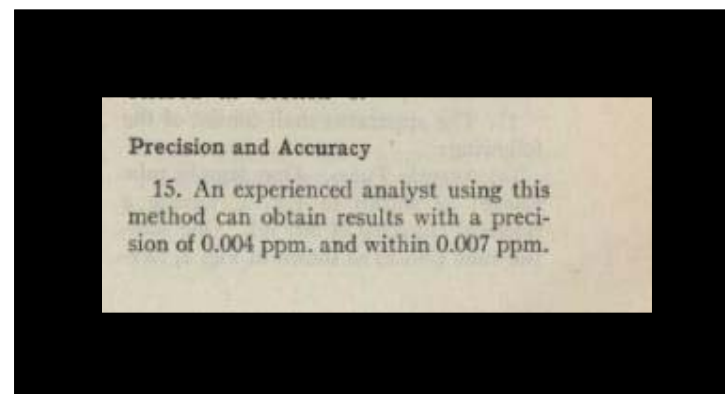 Precision and Accuracy
15. An experienced analyst using this
method can obtain results with a preci-
sion of 0.004 ppm. and within 0.007 ppm.